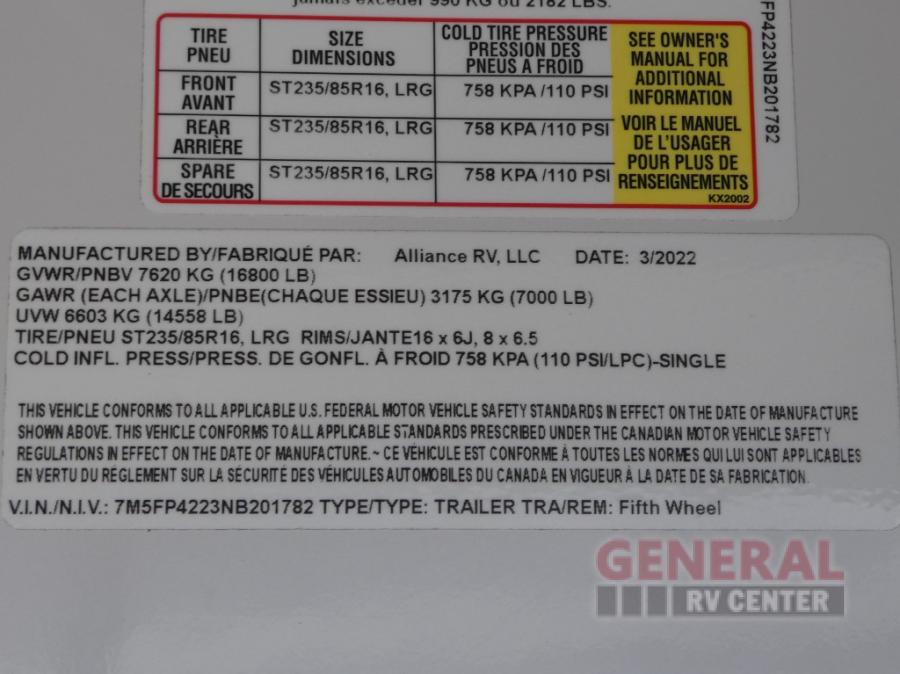 jamais excéder 990 KG ou 2182 LBS.
TIRE PNEU SIZE DIMENSIONS COLD TIRE PRESSURE PRESSION DES PNEUS A FROID
FRONT AVANT ST235/85R16, LRG 758 KPA /110 PSI
REAR ARRIÈRE ST235/85R16, LRG 758 KPA /110 PSI
SPARE DE SECOURS ST235/85R16, LRG 758 KPA /110 PSI
SEE OWNER'S
MANUAL FOR
ADDITIONAL
INFORMATION
VOIR LE MANUEL
DE L'USAGER
POUR PLUS DE
RENSEIGNEMENTS
KX2002
FP4223NB201782
MANUFACTURED BY/FABRIQUÉ PAR: Alliance RV, LLC DATE: 3/2022
GVWR/PNBV 7620 KG (16800 LB)
GAWR (EACH AXLE)/PNBE(CHAQUE ESSIEU) 3175 KG (7000 LB)
UVW 6603 KG (14558 LB)
TIRE/PNEU ST235/85R16, LRG RIMS/JANTE16 x 6J, 8 x 6.5
COLD INFL. PRESS/PRESS. DE GONFL. À FROID 758 KPA (110 PSI/LPC)-SINGLE
THIS VEHICLE CONFORMS TO ALL APPLICABLE U.S. FEDERAL MOTOR VEHICLE SAFETY STANDARDS IN EFFECT ON THE DATE OF MANUFACTURE
SHOWN ABOVE. THIS VEHICLE CONFORMS TO ALL APPLICABLE STANDARDS PRESCRIBED UNDER THE CANADIAN MOTOR VEHICLE SAFETY
REGULATIONS IN EFFECT ON THE DATE OF MANUFACTURE.~ CE VÉHICULE EST CONFORME À TOUTES LES NORMES QUI LUI SONT APPLICABLES
EN VERTU DU RÉGLEMENT SUR LA SÉCURITÉ DES VÉHICULES AUTOMOBILES DU CANADA EN VIGUEUR À LA DATE DE SA FABRICATION.
V.I.N./N.I.V.: 7M5FP4223NB201782 TYPE/TYPE: TRAILER TRA/REM: Fifth Wheel
GENERAL
RV CENTER